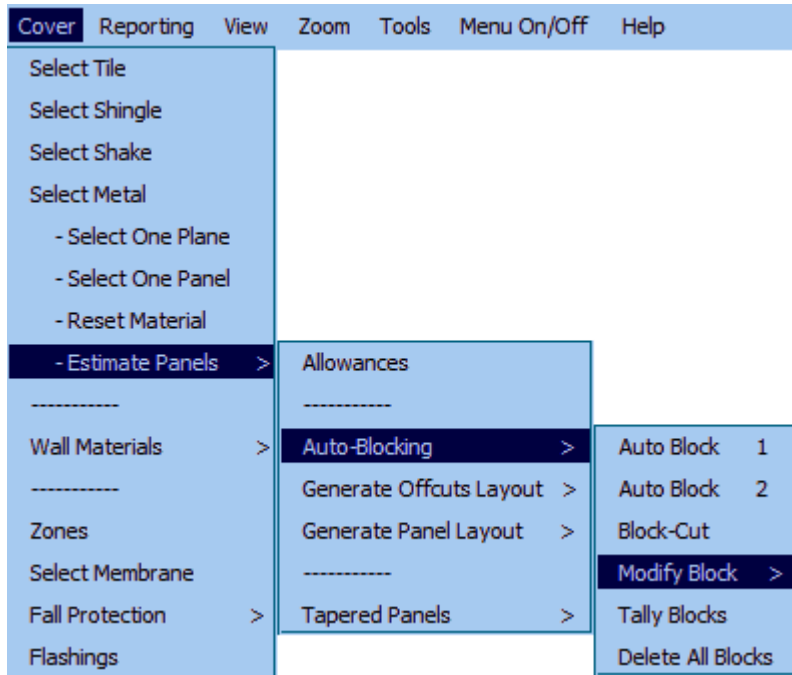 Cover Reporting View Zoom Tools Menu On/Off Help
Select Tile
Select Shingle
Select Shake
Select Metal
- Select One Plane
- Select One Panel
- Reset Material
- Estimate Panels >
-----------
Wall Materials >
-----------
Zones
Select Membrane
Fall Protection >
Flashings
Allowances
-----------
Auto-Blocking >
Generate Offcuts Layout >
Generate Panel Layout >
-----------
Tapered Panels >
Auto Block 1
Auto Block 2
Block-Cut
Modify Block >
Tally Blocks
Delete All Blocks